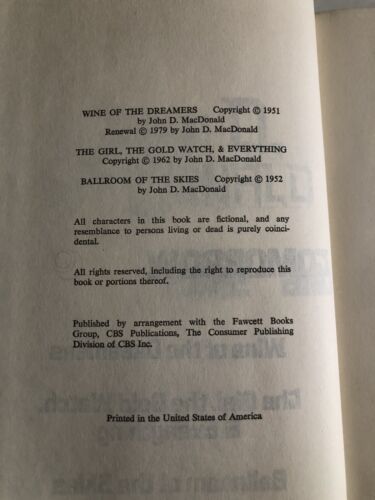 WINE OF THE DREAMERS Copyright © 1951
by John D. MacDonald
Renewal © 1979 by John D. MacDonald
THE GIRL, THE GOLD WATCH, & EVERYTHING
Copyright © 1962 by John D. MacDonald
BALLROOM OF THE SKIES Copyright © 1952
by John D. MacDonald
All characters in this book are fictional, and any
resemblance to persons living or dead is purely coinci-
dental.
All rights reserved, including the right to reproduce this
book or portions thereof.
Published by arrangement with the Fawcett Books
Group, CBS Publications, The Consumer Publishing
Division of CBS Inc.
Printed in the United States of America